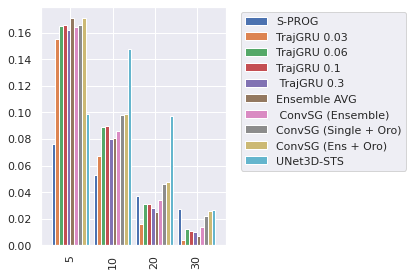 0.16
0.14
0.12
0.10
0.08
0.06
0.04
0.02
0.00
5
10
20
30
S-PROG
TrajGRU 0.03
TrajGRU 0.06
TrajGRU 0.1
TrajGRU 0.3
Ensemble AVG
ConvSG (Ensemble)
ConvSG (Single + Oro)
ConvSG (Ens + Oro)
UNet3D-STS